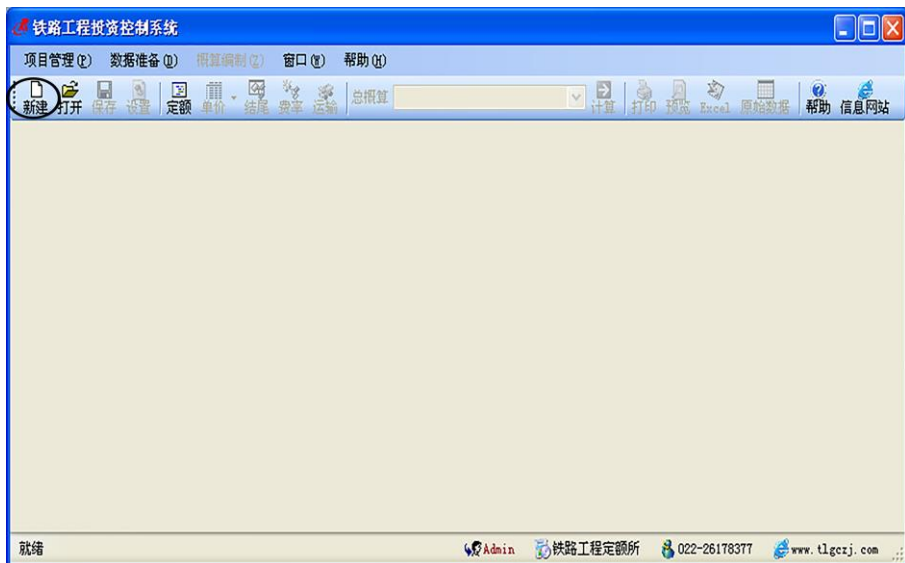 铁路工程投资控制系统
项目管理(P) 数据准备(D) 概算编制(Z) 窗口(W) 帮助(H)
新建 打开 保存 设置 定额 单价 结尾 费率 运输 总概算 计算 打印 预览 Excel 原始数据 帮助 信息网站
就绪 Admin 铁路工程定额所 022-26178377 www.tlgczj.com